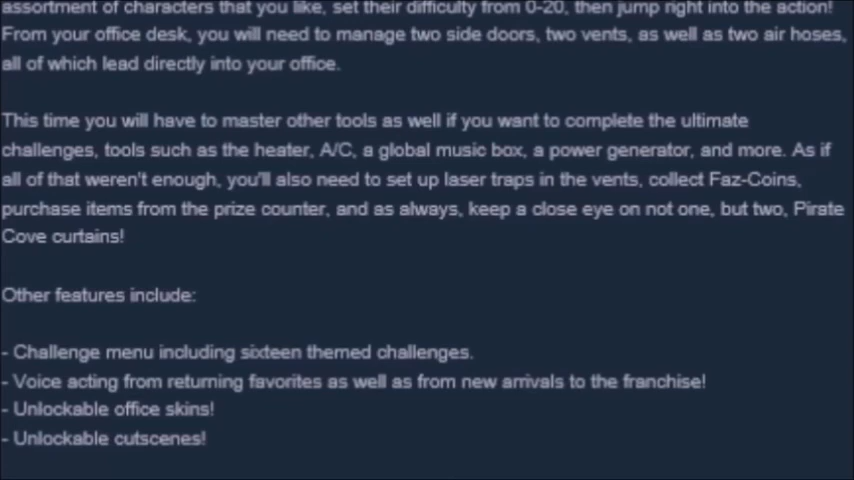 assortment of characters that you like, set their difficulty from 0-20, then jump right into the action!
From your office desk, you will need to manage two side doors, two vents, as well as two air hoses,
all of which lead directly into your office.
This time you will have to master other tools as well if you want to complete the ultimate
challenges, tools such as the heater, A/C, a global music box, a power generator, and more. As if
all of that weren't enough, you'll also need to set up laser traps in the vents, collect Faz-Coins,
purchase items from the prize counter, and as always, keep a close eye on not one, but two, Pirate
Cove curtains!
Other features include:
- Challenge menu including sixteen themed challenges.
- Voice acting from returning favorites as well as from new arrivals to the franchise!
- Unlockable office skins!
- Unlockable cutscenes!